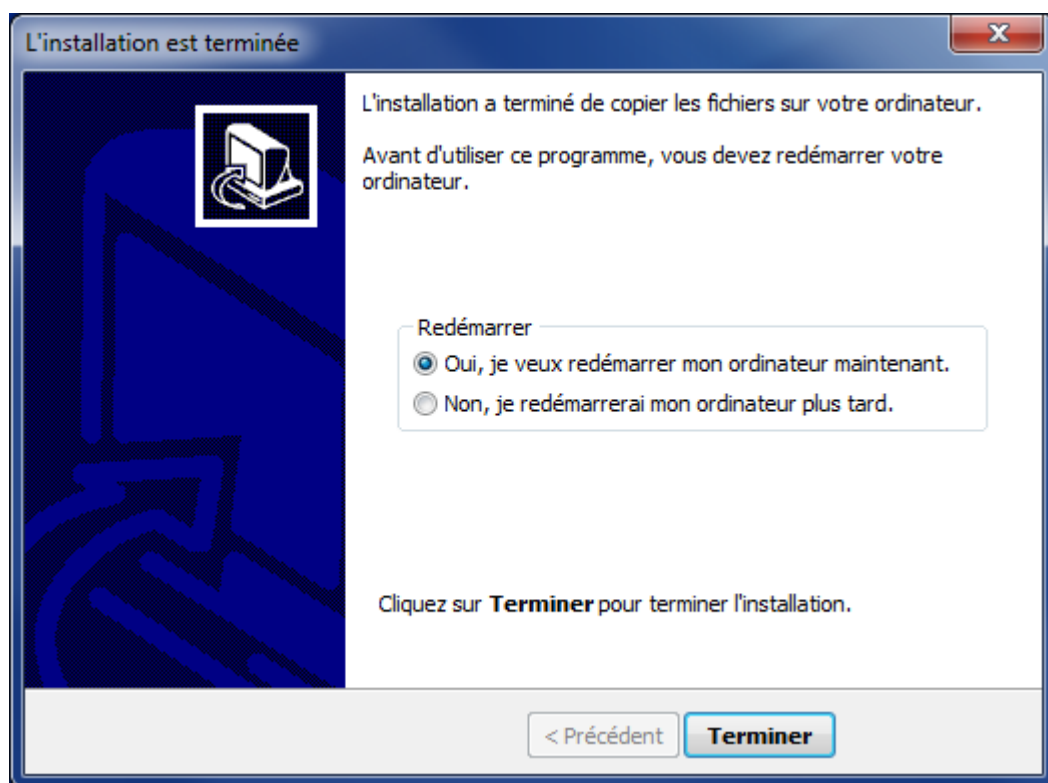 L'installation est terminée
L'installation a terminé de copier les fichiers sur votre ordinateur.
Avant d'utiliser ce programme, vous devez redémarrer votre
ordinateur.
Redémarrer
Oui, je veux redémarrer mon ordinateur maintenant.
Non, je redémarrerai mon ordinateur plus tard.
Cliquez sur Terminer pour terminer l'installation.
< Précédent
Terminer